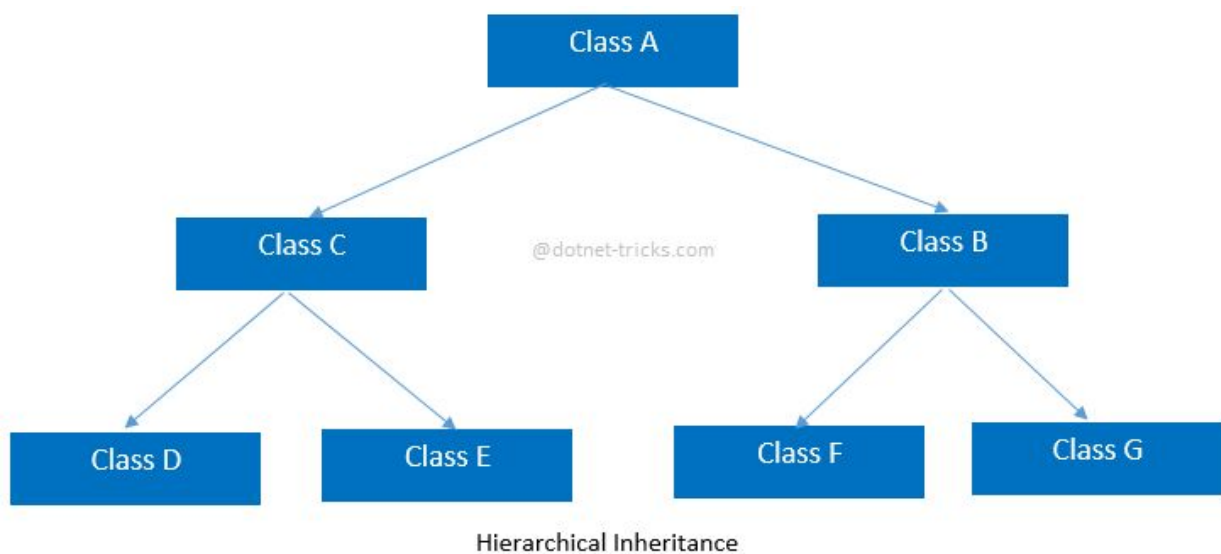 Class A
Class C
@dotnet-tricks.com
Class B
Class D
Class E
Class F
Class G
Hierarchical Inheritance